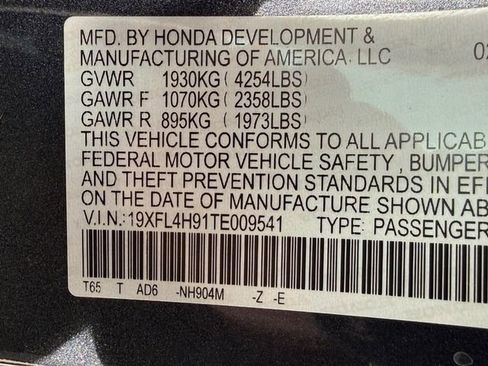 MFD. BY HONDA DEVELOPMENT &
MANUFACTURING OF AMERICA, LLC 02
GVWR 1930KG ( 4254LBS )
GAWR F 1070KG ( 2358LBS )
GAWR R 895KG ( 1973LBS )
THIS VEHICLE CONFORMS TO ALL APPLICAB
FEDERAL MOTOR VEHICLE SAFETY, BUMPER
AND THEFT PREVENTION STANDARDS IN EFF
ON THE DATE OF MANUFACTURE SHOWN AB
V.I.N.: 19XFL4H91TE009541 TYPE: PASSENGER
T65 T AD6 -NH904M -Z -E